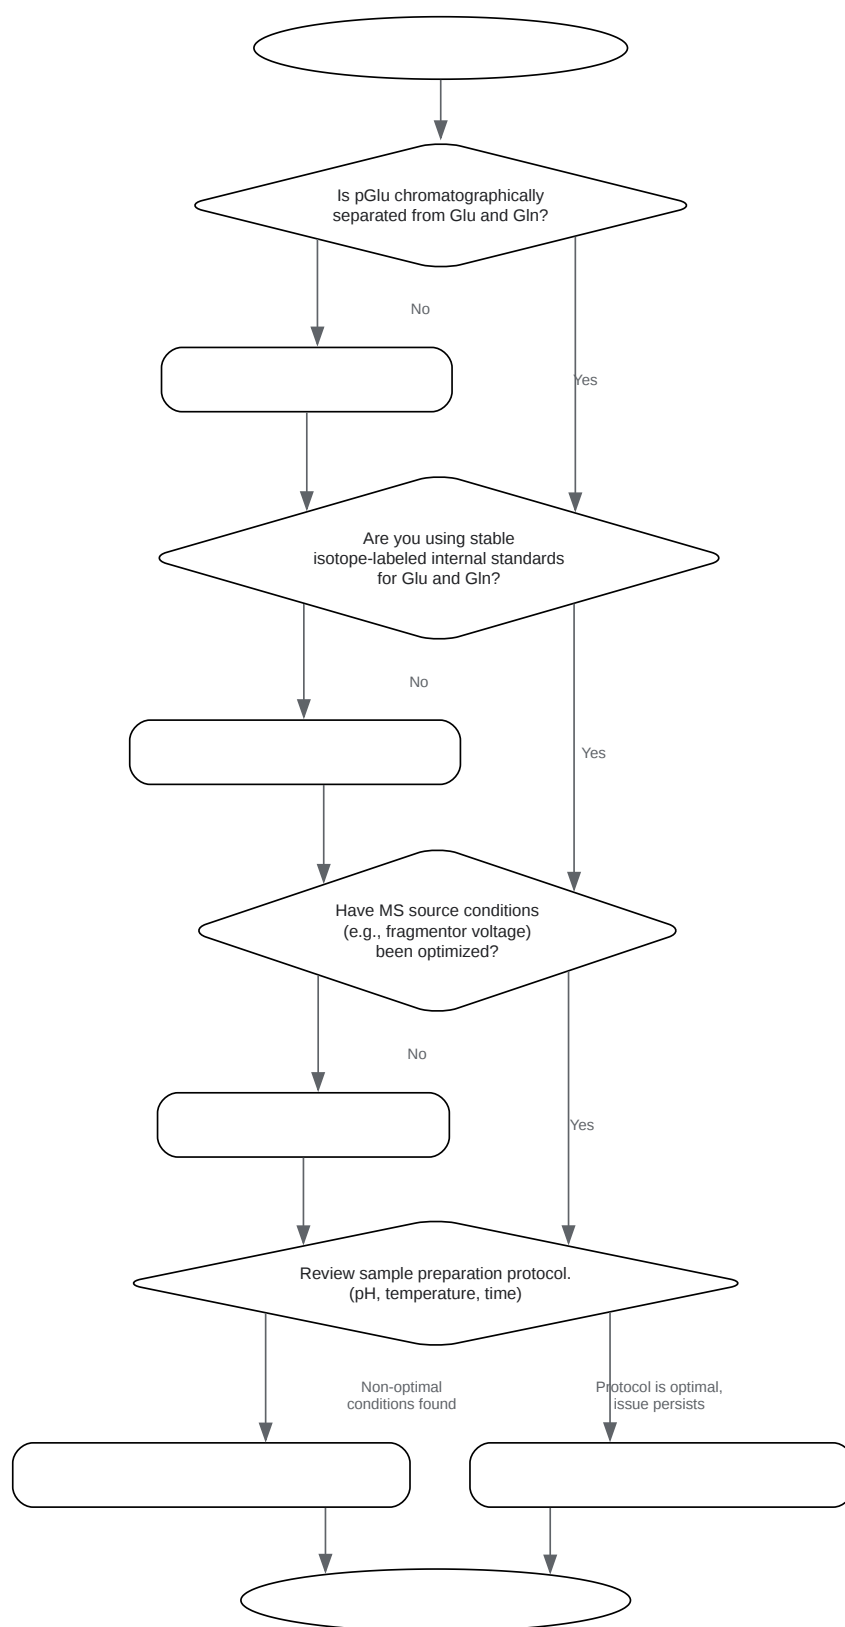 Is pGlu chromatographically
separated from Glu and Gln?
No
Yes
Are you using stable
isotope-labeled internal standards
for Glu and Gln?
No
Yes
Have MS source conditions
(e.g., fragmentor voltage)
been optimized?
No
Yes
Review sample preparation protocol.
(pH, temperature, time)
Non-optimal
conditions found
Protocol is optimal,
issue persists